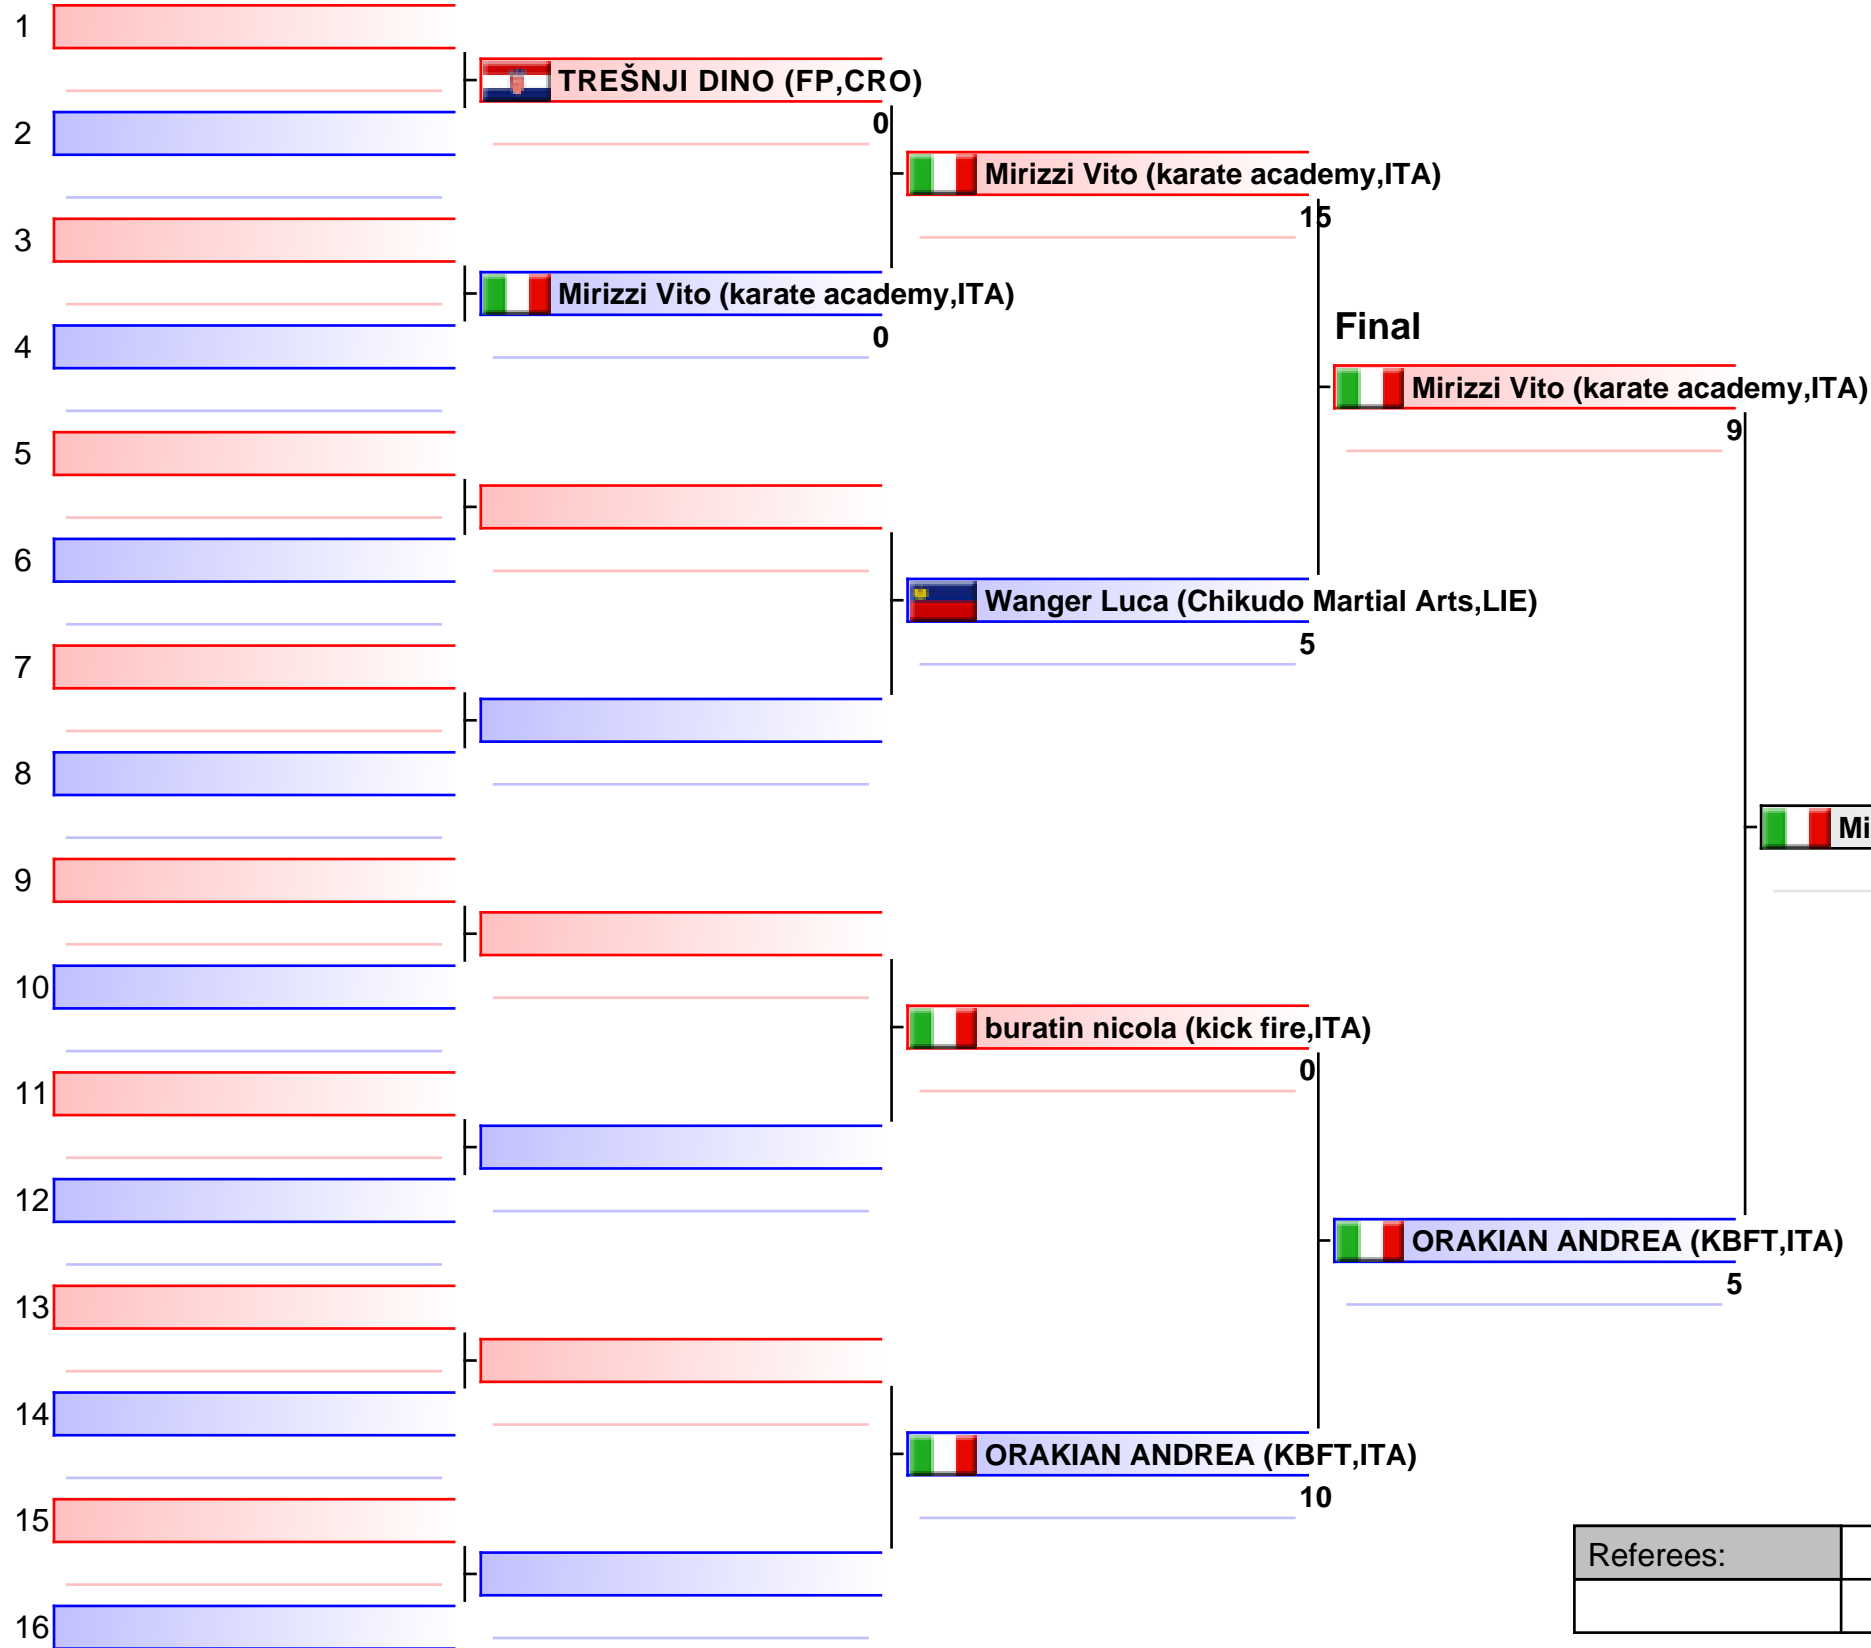 1
TREŠNJI DINO (FP,CRO)
0
2
Mirizzi Vito (karate academy,ITA)
15
3
Mirizzi Vito (karate academy,ITA)
0
4
Final
Mirizzi Vito (karate academy,ITA)
9
5
6
Wanger Luca (Chikudo Martial Arts,LIE)
5
7
8
Mi
9
10
buratin nicola (kick fire,ITA)
0
11
12
ORAKIAN ANDREA (KBFT,ITA)
5
13
14
ORAKIAN ANDREA (KBFT,ITA)
10
15
Referees:
16